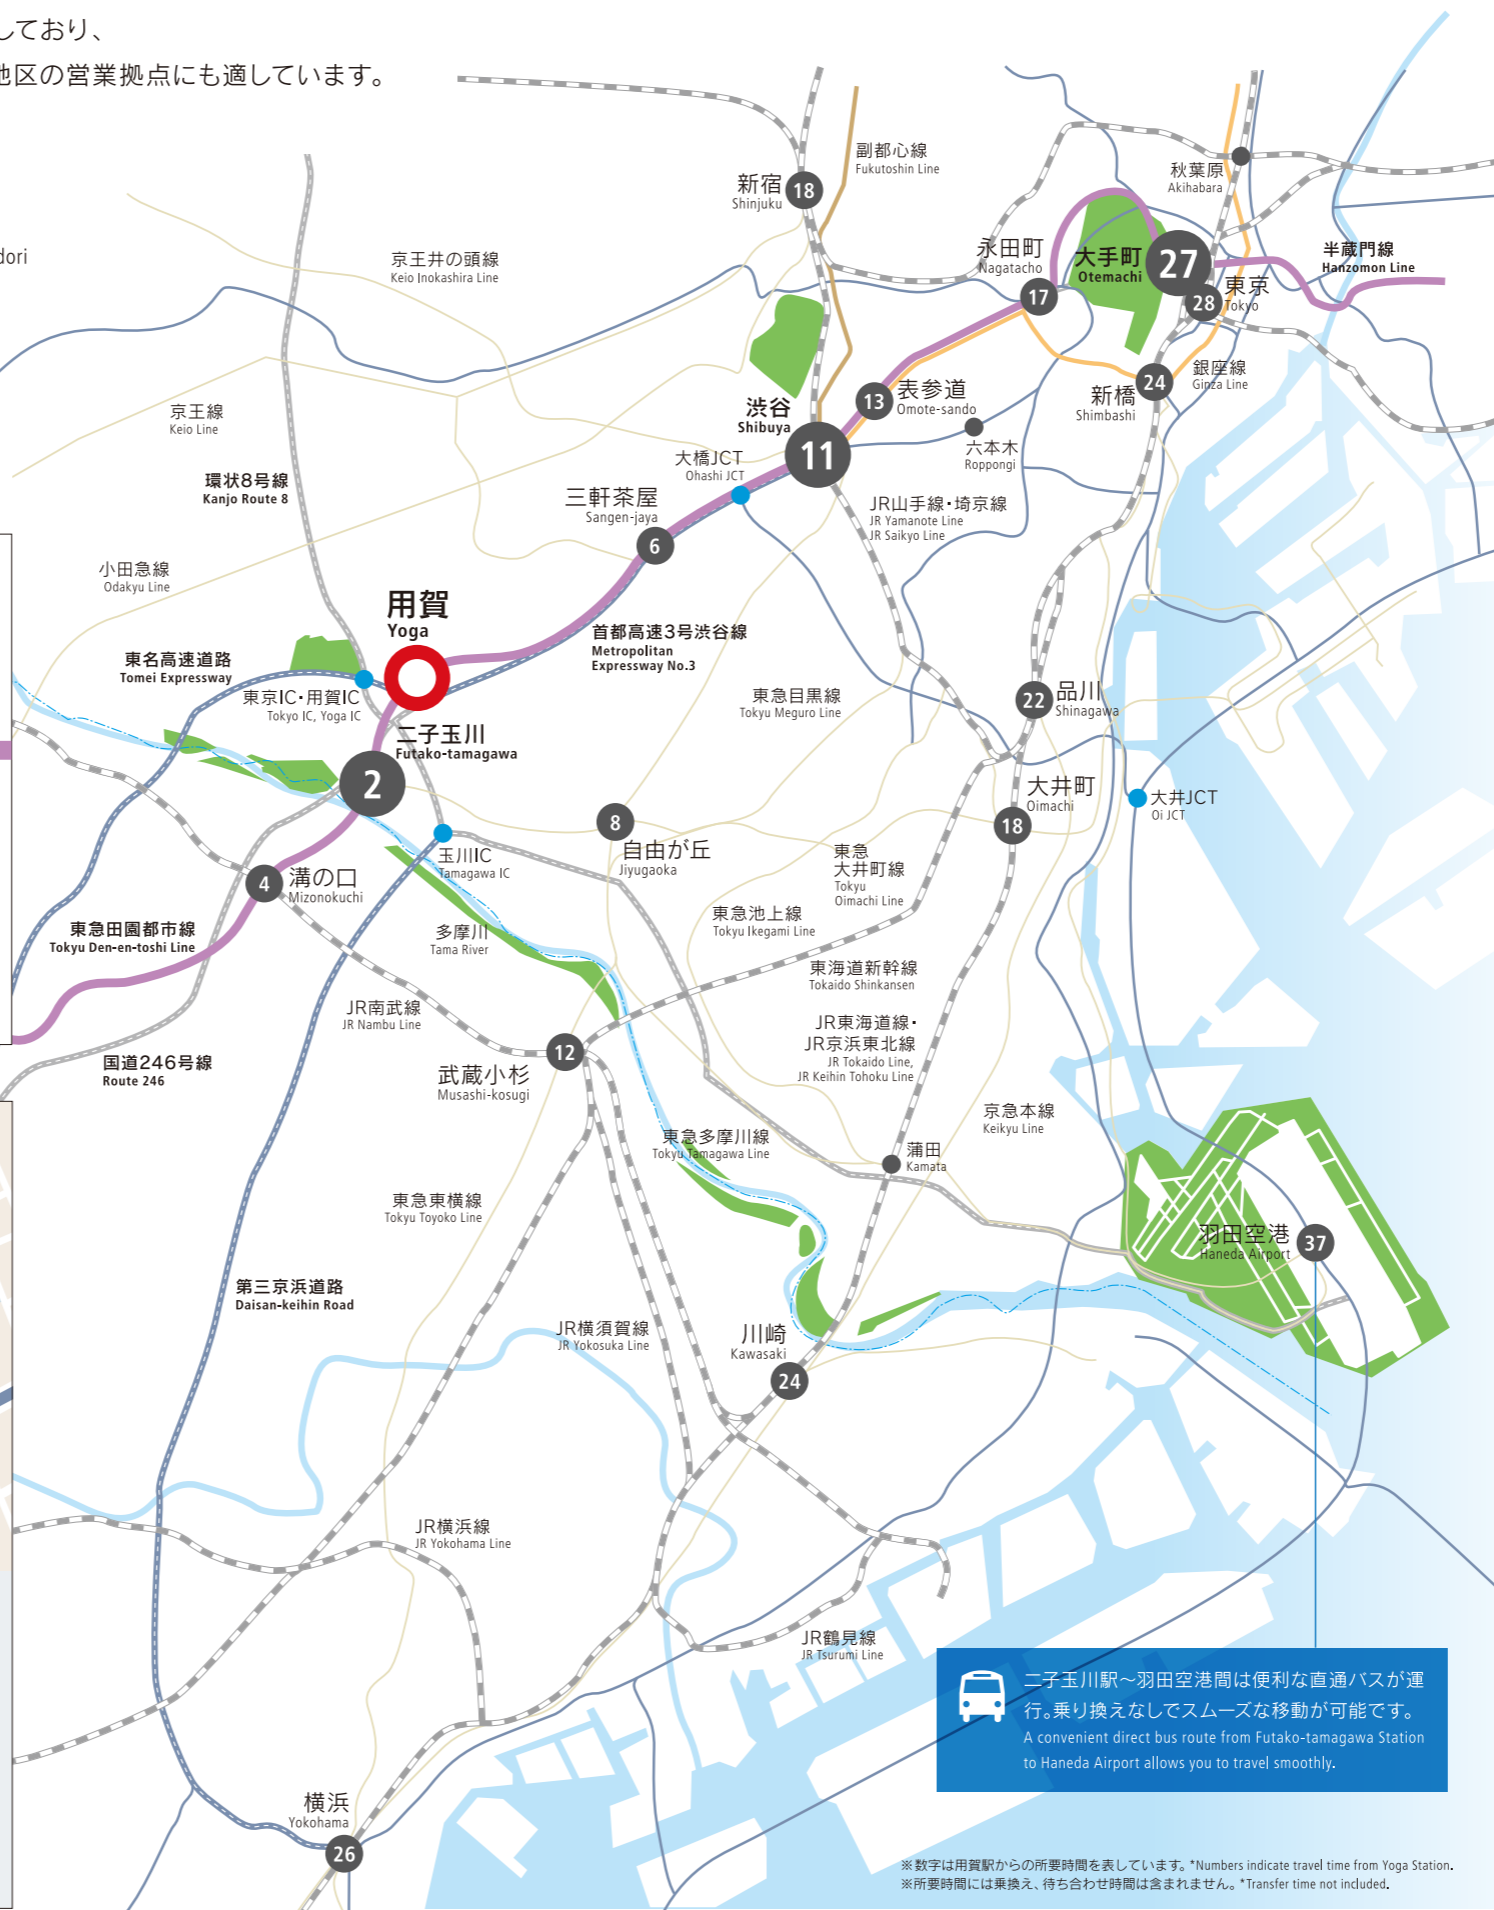 しており、
地区の営業拠点にも適しています。
dori
新宿
Shinjuku
18
副都心線
Fukutoshin Line
秋葉原
Akihabara
京王井の頭線
Keio Inokashira Line
永田町
Nagatacho
17
大手町
Otemachi
27
東京
Tokyo
28
半蔵門線
Hanzomon Line
銀座線
Ginza Line
新橋
Shimbashi
24
表参道
Omote-sando
13
六本木
Roppongi
渋谷
Shibuya
11
京王線
Keio Line
環状8号線
Kanjo Route 8
大橋JCT
Ohashi JCT
三軒茶屋
Sangen-jaya
6
JR山手線・埼京線
JR Yamanote Line
JR Saikyo Line
小田急線
Odakyu Line
用賀
Yoga
首都高速3号渋谷線
Metropolitan
Expressway No.3
東名高速道路
Tomei Expressway
東京IC・用賀IC
Tokyo IC, Yoga IC
東急目黒線
Tokyu Meguro Line
品川
Shinagawa
22
二子玉川
Futako-tamagawa
2
大井町
Oimachi
18
大井JCT
Oi JCT
8
自由が丘
Jiyugaoka
玉川IC
Tamagawa IC
東急
大井町線
Tokyu
Oimachi Line
4
溝の口
Mizonokuchi
東急田園都市線
Tokyu Den-en-toshi Line
多摩川
Tama River
東急池上線
Tokyu Ikegami Line
東海道新幹線
Tokaido Shinkansen
JR南武線
JR Nambu Line
JR東海道線・
JR京浜東北線
JR Tokaido Line,
JR Keihin Tohoku Line
国道246号線
Route 246
12
武蔵小杉
Musashi-kosugi
京急本線
Keikyu Line
東急多摩川線
Tokyu Tamagawa Line
蒲田
Kamata
東急東横線
Tokyu Toyoko Line
羽田空港
Haneda Airport
37
第三京浜道路
Daisan-keihin Road
JR横須賀線
JR Yokosuka Line
川崎
Kawasaki
24
JR横浜線
JR Yokohama Line
JR鶴見線
JR Tsurumi Line
二子玉川駅～羽田空港間は便利な直通バスが運
行。乗り換えなしでスムーズな移動が可能です。
A convenient direct bus route from Futako-tamagawa Station
to Haneda Airport allows you to travel smoothly.
横浜
Yokohama
26
※数字は用賀駅からの所要時間を表しています。*Numbers indicate travel time from Yoga Station.
※所要時間には乗換え、待ち合わせ時間は含まれません。*Transfer time not included.